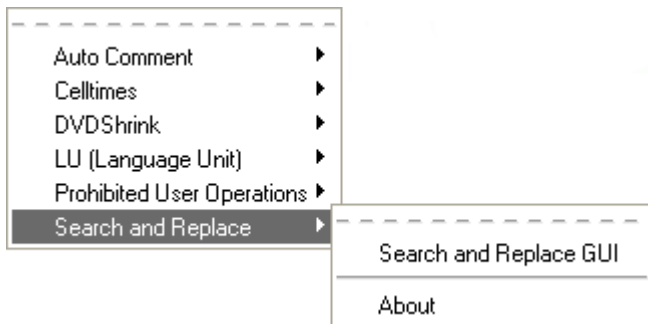 Auto Comment
Celltimes
DVDShrink
LU (Language Unit)
Prohibited User Operations
Search and Replace
Search and Replace GUI
About